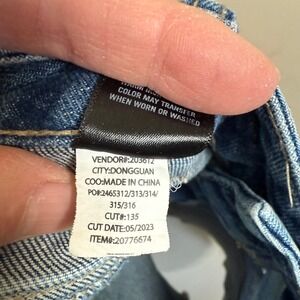 COLOR MAY TRANSFER
WHEN WORN OR WASHED
VENDOR#:203612
CITY:DONGGUAN
COO:MADE IN CHINA
PO#:2465312/313/314/
315/316
CUT#:135
CUT DATE:05/2023
ITEM#:20776674